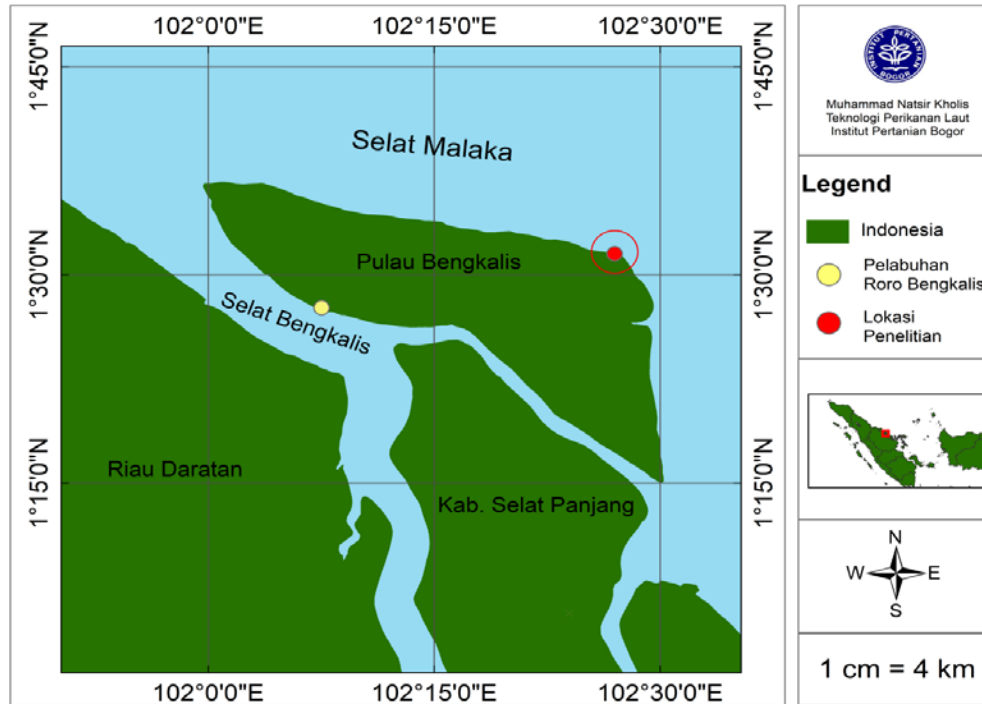 102°0'0"E 102°15'0"E 102°30'0"E
1°45'0"N 1°45'0"N
Selat Malaka
Pulau Bengkalis
1°30'0"N 1°30'0"N
Selat Bengkalis
Riau Daratan
1°15'0"N 1°15'0"N
Kab. Selat Panjang
102°0'0"E 102°15'0"E 102°30'0"E
INSTITUT PERTANIAN
BOGOR
Muhammad Natsir Kholis
Teknologi Perikanan Laut
Institut Pertanian Bogor
Legend
Indonesia
Pelabuhan
Roro Bengkalis
Lokasi
Penelitian
N
W E
S
1 cm = 4 km